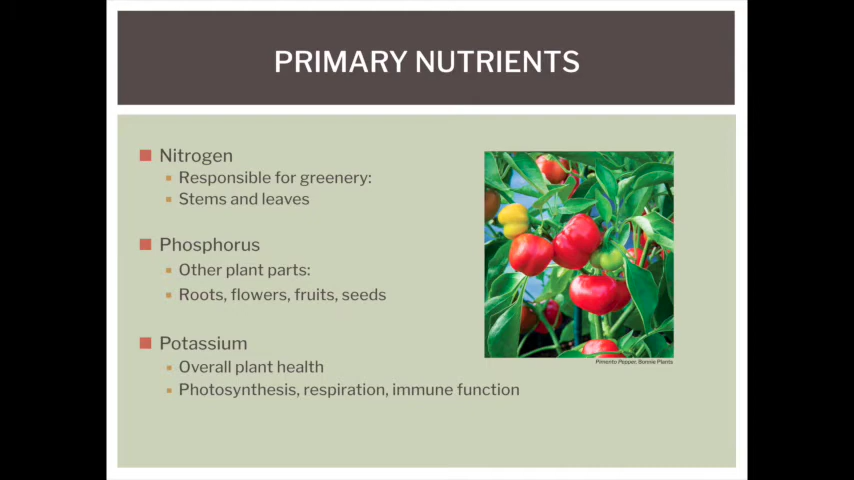 PRIMARY NUTRIENTS
Nitrogen
Responsible for greenery:
Stems and leaves
Phosphorus
Other plant parts:
Roots, flowers, fruits, seeds
Potassium
Overall plant health
Photosynthesis, respiration, immune function
Pimento Pepper, Bonnie Plants